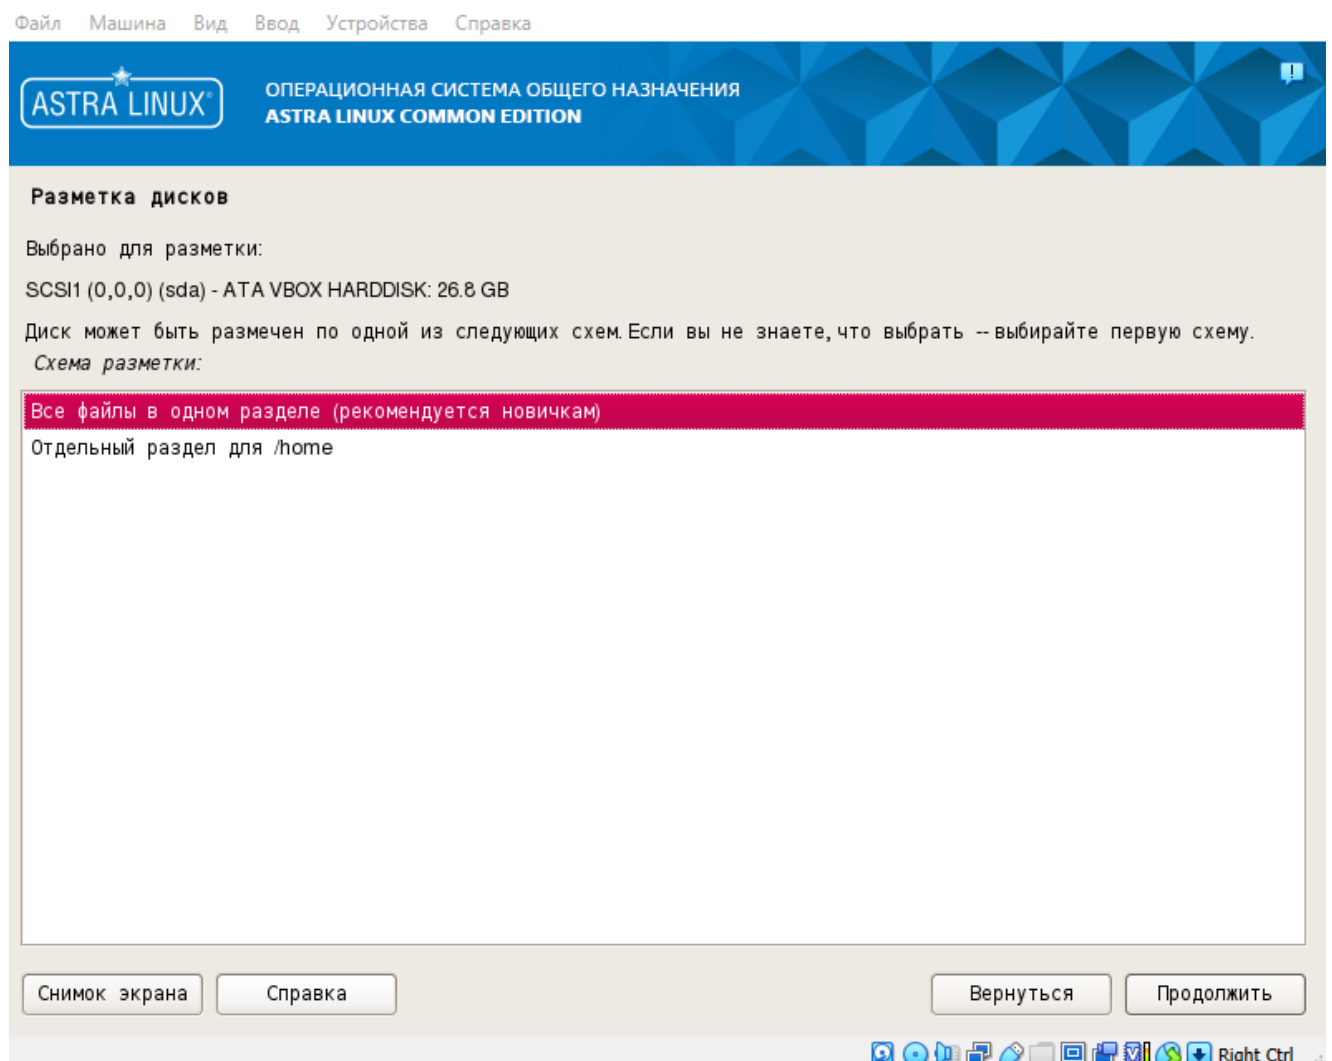 Файл Машина Вид Ввод Устройства Справка
ASTRA LINUX®
ОПЕРАЦИОННАЯ СИСТЕМА ОБЩЕГО НАЗНАЧЕНИЯ
ASTRA LINUX COMMON EDITION
Разметка дисков
Выбрано для разметки:
SCSI1 (0,0,0) (sda) - ATA VBOX HARDDISK: 26.8 GB
Диск может быть размечен по одной из следующих схем. Если вы не знаете, что выбрать -- выбирайте первую схему.
Схема разметки:
Все файлы в одном разделе (рекомендуется новичкам)
Отдельный раздел для /home
Снимок экрана Справка Вернуться Продолжить
Right Ctrl